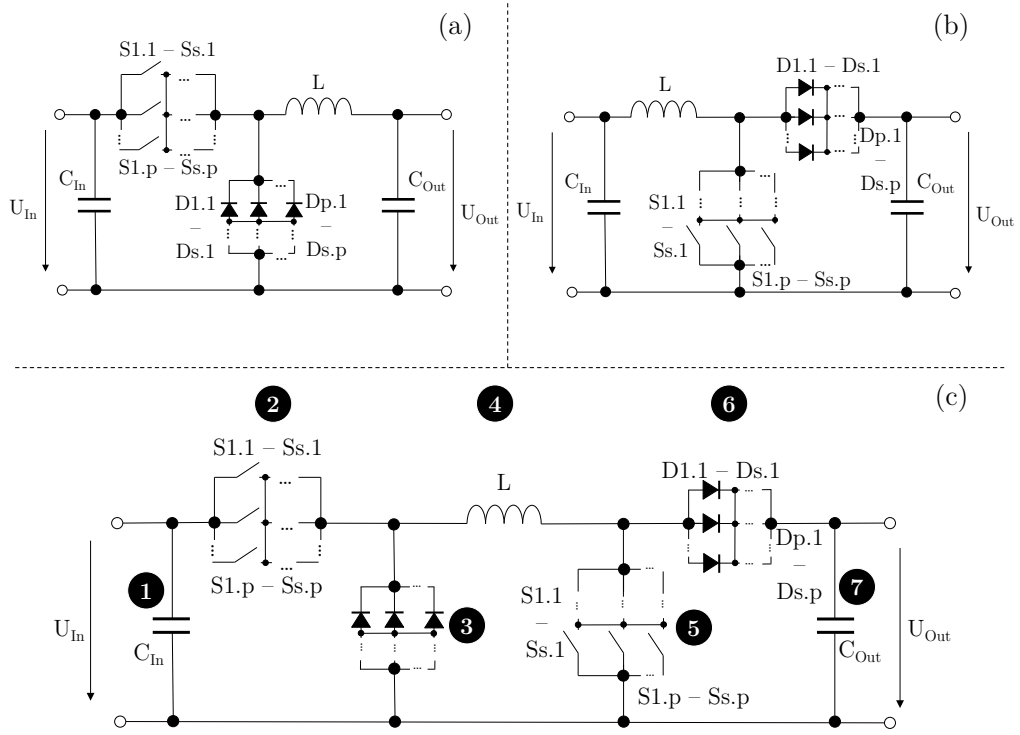 (a)
S1.1 – Ss.1
L
S1.p – Ss.p
C_In
U_In
D1.1
–
Ds.1
Dp.1
–
Ds.p
C_Out
U_Out
(b)
D1.1 – Ds.1
L
Dp.1
–
Ds.p
C_In
U_In
S1.1
–
Ss.1
S1.p – Ss.p
C_Out
U_Out
(c)
2
4
6
S1.1 – Ss.1
L
D1.1 – Ds.1
S1.p – Ss.p
Dp.1
–
Ds.p
1
3
5
7
U_In
C_In
S1.1
–
Ss.1
S1.p – Ss.p
C_Out
U_Out